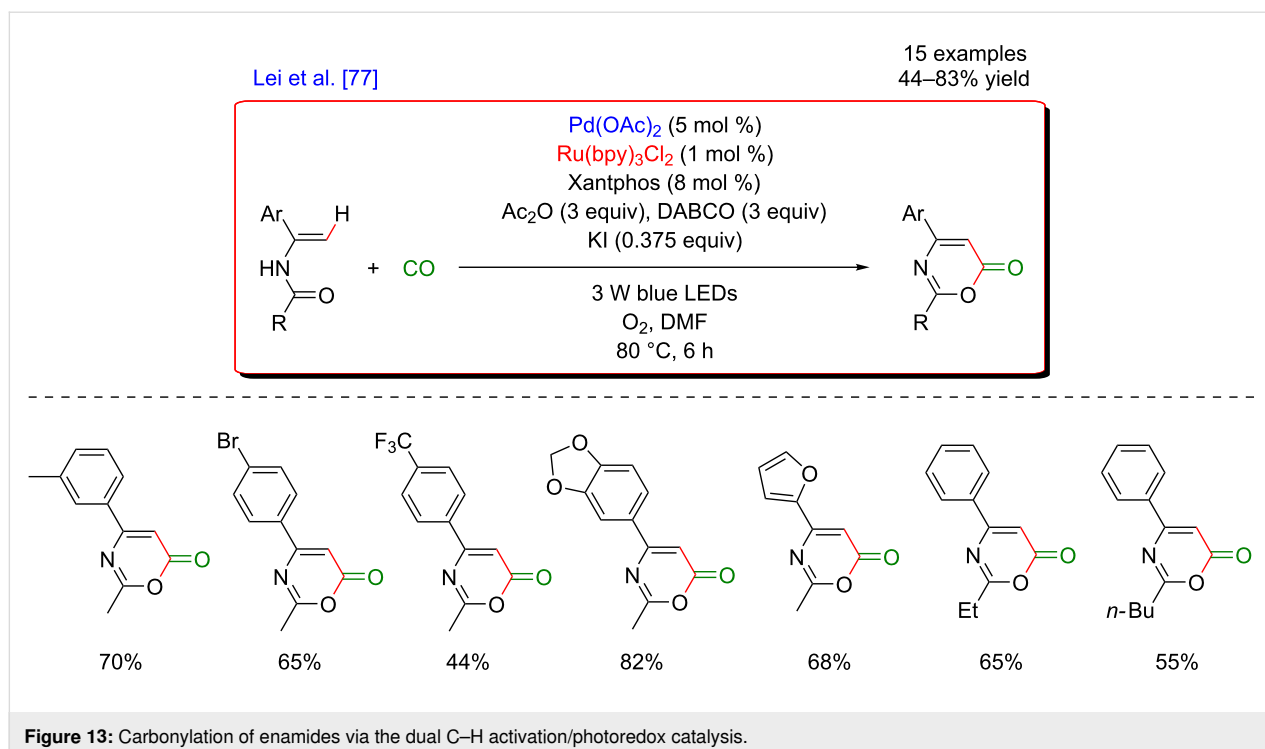 Lei et al. [77]
15 examples
44–83% yield
Pd(OAc)2 (5 mol %)
Ru(bpy)3Cl2 (1 mol %)
Xantphos (8 mol %)
Ac2O (3 equiv), DABCO (3 equiv)
KI (0.375 equiv)
3 W blue LEDs
O2, DMF
80 °C, 6 h
Ar
H
HN
O
R
+
CO
Ar
N
O
O
R
N
O
O
70%
Br
N
O
O
65%
F3C
N
O
O
44%
O
O
N
O
O
82%
O
N
O
O
68%
N
O
O
Et
65%
N
O
O
n-Bu
55%
Figure 13: Carbonylation of enamides via the dual C–H activation/photoredox catalysis.